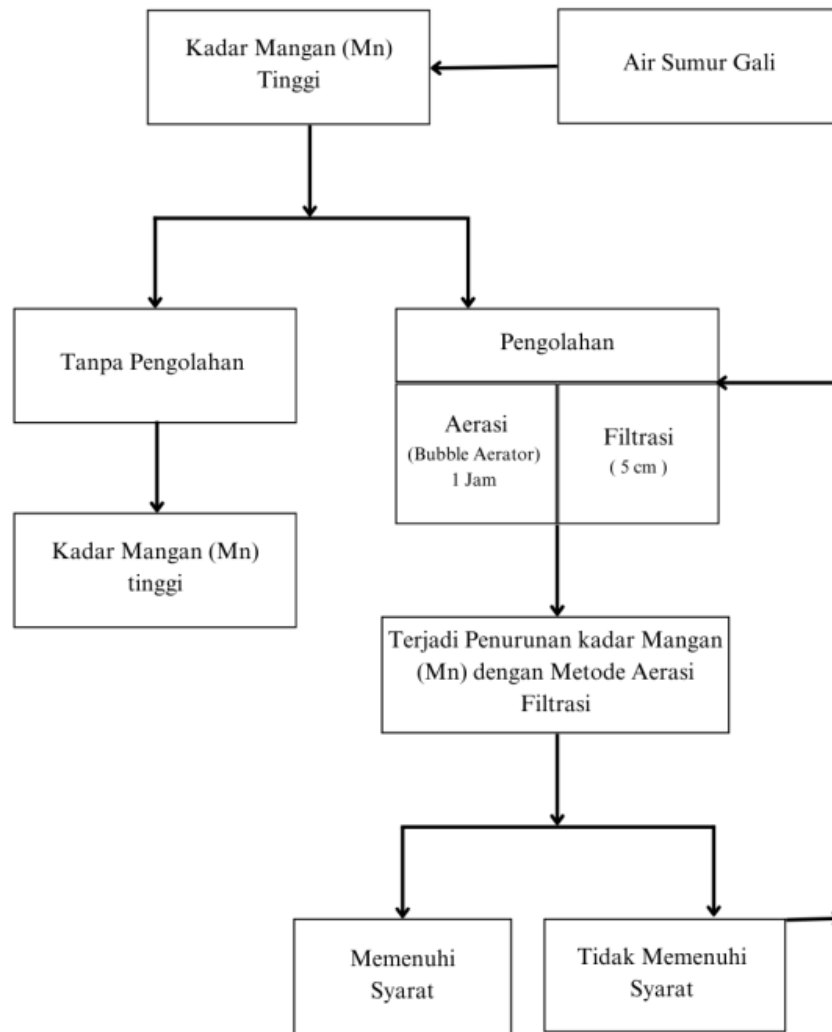 Kadar Mangan (Mn)
Tinggi
Air Sumur Gali
Tanpa Pengolahan
Pengolahan
Aerasi
(Bubble Aerator)
1 Jam
Filtrasi
( 5 cm )
Kadar Mangan (Mn)
tinggi
Terjadi Penurunan kadar Mangan
(Mn) dengan Metode Aerasi
Filtrasi
Memenuhi
Syarat
Tidak Memenuhi
Syarat